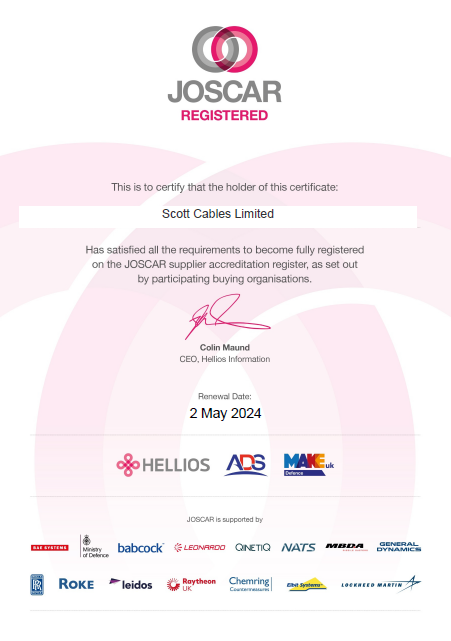 JOSCAR
REGISTERED
This is to certify that the holder of this certificate:
Scott Cables Limited
Has satisfied all the requirements to become fully registered
on the JOSCAR supplier accreditation register, as set out
by participating buying organisations.
Colin Maund
CEO, Hellios Information
Renewal Date:
2 May 2024
HELLIOS ADS MAKE uk
Defence
JOSCAR is supported by
BAE SYSTEMS Ministry of Defence babcock LEONARDO QINETIQ NATS MBDA GENERAL DYNAMICS
RR ROKE leidos Raytheon UK Chemring Countermeasures Elbit Systems LOCKHEED MARTIN